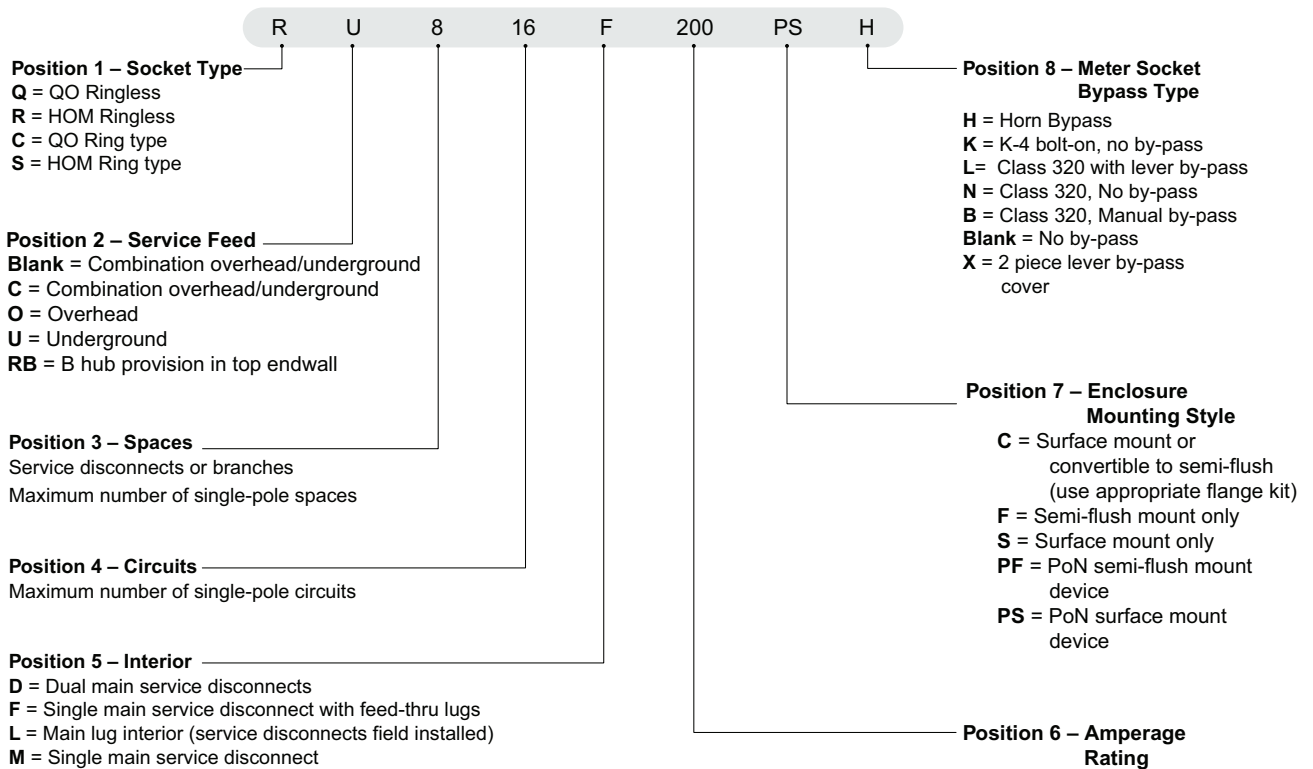 R U 8 16 F 200 PS H
Position 1 – Socket Type
Q = QO Ringless
R = HOM Ringless
C = QO Ring type
S = HOM Ring type
Position 2 – Service Feed
Blank = Combination overhead/underground
C = Combination overhead/underground
O = Overhead
U = Underground
RB = B hub provision in top endwall
Position 3 – Spaces
Service disconnects or branches
Maximum number of single-pole spaces
Position 4 – Circuits
Maximum number of single-pole circuits
Position 5 – Interior
D = Dual main service disconnects
F = Single main service disconnect with feed-thru lugs
L = Main lug interior (service disconnects field installed)
M = Single main service disconnect
Position 8 – Meter Socket
Bypass Type
H = Horn Bypass
K = K-4 bolt-on, no by-pass
L= Class 320 with lever by-pass
N = Class 320, No by-pass
B = Class 320, Manual by-pass
Blank = No by-pass
X = 2 piece lever by-pass
cover
Position 7 – Enclosure
Mounting Style
C = Surface mount or
convertible to semi-flush
(use appropriate flange kit)
F = Semi-flush mount only
S = Surface mount only
PF = PoN semi-flush mount
device
PS = PoN surface mount
device
Position 6 – Amperage
Rating